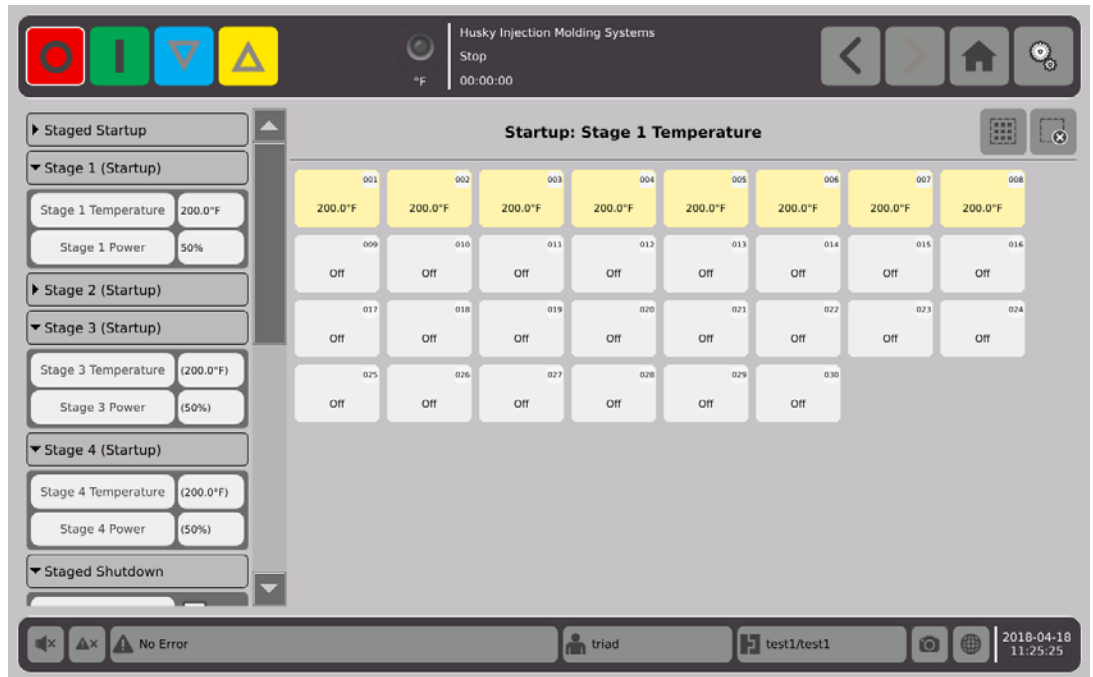 Husky Injection Molding Systems
Stop
°F 00:00:00
Staged Startup
Stage 1 (Startup)
Stage 1 Temperature 200.0°F
Stage 1 Power 50%
Stage 2 (Startup)
Stage 3 (Startup)
Stage 3 Temperature (200.0°F)
Stage 3 Power (50%)
Stage 4 (Startup)
Stage 4 Temperature (200.0°F)
Stage 4 Power (50%)
Staged Shutdown
Startup: Stage 1 Temperature
001 002 003 004 005 006 007 008
200.0°F 200.0°F 200.0°F 200.0°F 200.0°F 200.0°F 200.0°F 200.0°F
009 010 011 012 013 014 015 016
Off Off Off Off Off Off Off Off
017 018 019 020 021 022 023 024
Off Off Off Off Off Off Off Off
025 026 027 028 029 030
Off Off Off Off Off Off
No Error triad test1/test1 2018-04-18
11:25:25